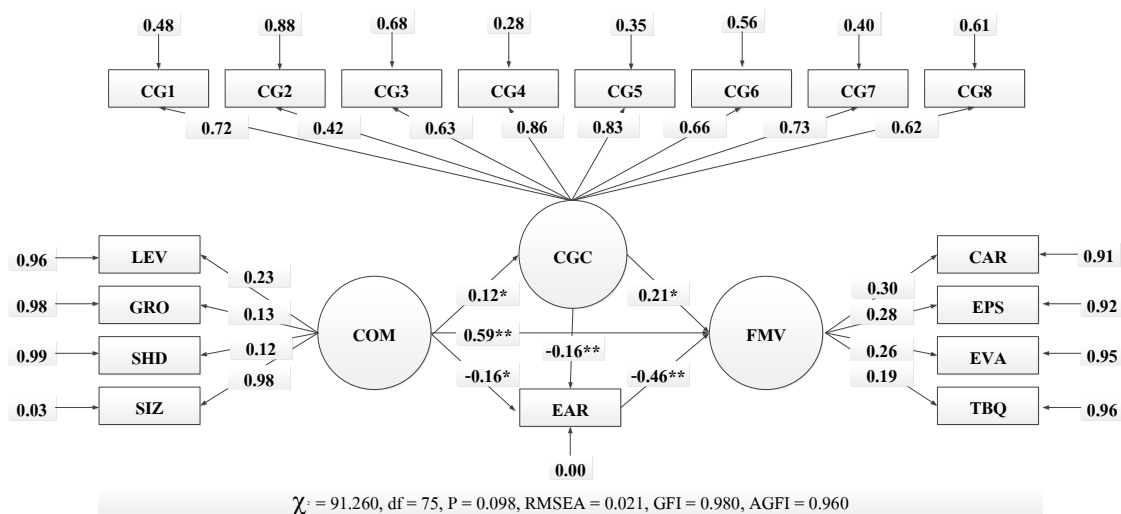 0.48 0.88 0.68 0.28 0.35 0.56 0.40 0.61
CG1 CG2 CG3 CG4 CG5 CG6 CG7 CG8
0.72 0.42 0.63 0.86 0.83 0.66 0.73 0.62
0.96 LEV
0.23
0.98 GRO
0.13
0.99 SHD
0.12
0.03 SIZ
0.98
COM
CGC
0.12* 0.21*
0.59**
-0.16**
-0.16* -0.46**
EAR
0.00
FMV
0.30
CAR 0.91
0.28
EPS 0.92
0.26
EVA 0.95
0.19
TBQ 0.96
χ² = 91.260, df = 75, P = 0.098, RMSEA = 0.021, GFI = 0.980, AGFI = 0.960